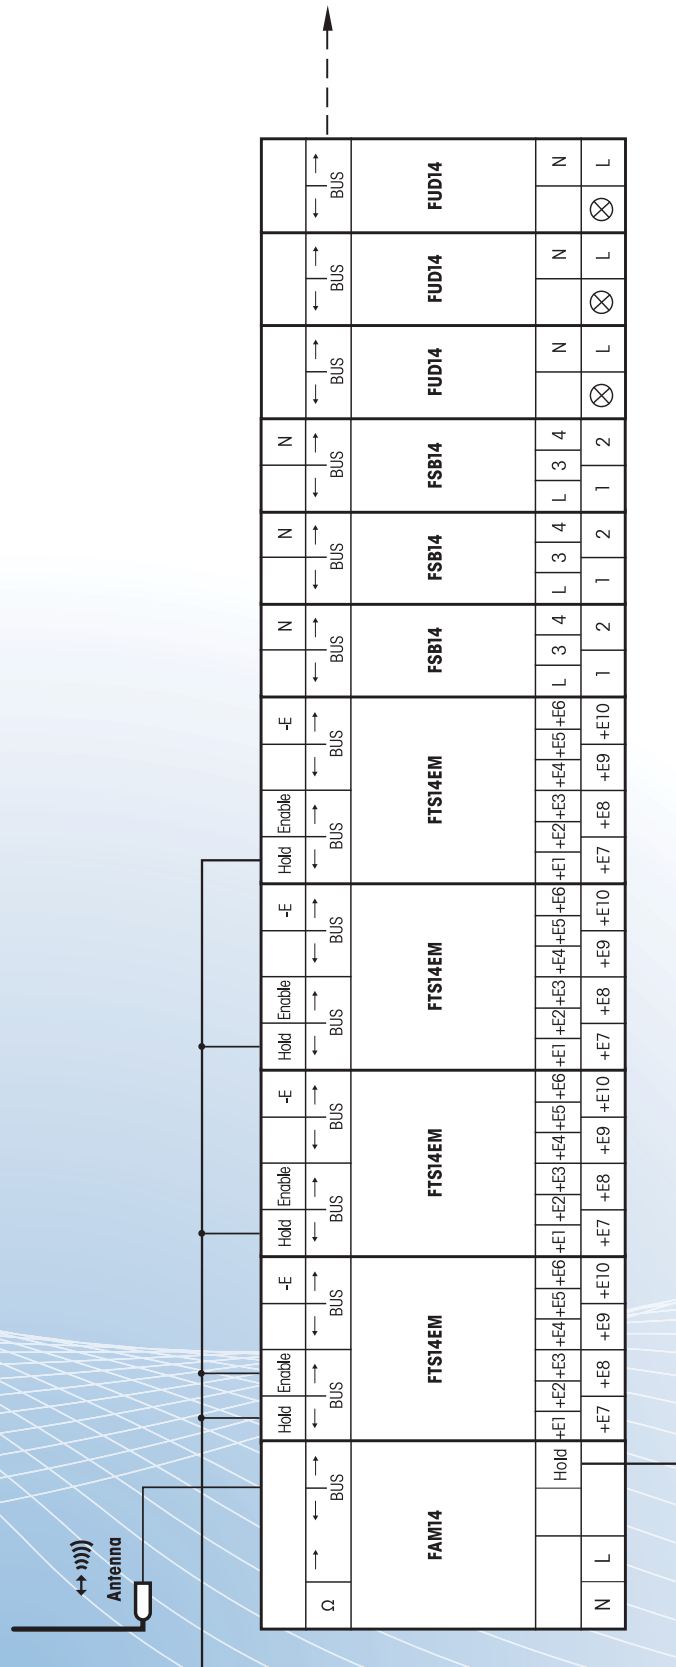 Antenna
Hold Enable -E Hold Enable -E Hold Enable -E Hold Enable -E N N N
Ω
BUS BUS BUS BUS BUS BUS BUS BUS BUS BUS BUS BUS BUS BUS BUS
FAM14 FTS14EM FTS14EM FTS14EM FTS14EM FSB14 FSB14 FSB14 FUD14 FUD14 FUD14
Hold +E1 +E2 +E3 +E4 +E5 +E6 +E1 +E2 +E3 +E4 +E5 +E6 +E1 +E2 +E3 +E4 +E5 +E6 +E1 +E2 +E3 +E4 +E5 +E6 L 3 4 L 3 4 L 3 4 N N N
N L +E7 +E8 +E9 +E10 +E7 +E8 +E9 +E10 +E7 +E8 +E9 +E10 +E7 +E8 +E9 +E10 1 2 1 2 1 2 L L L